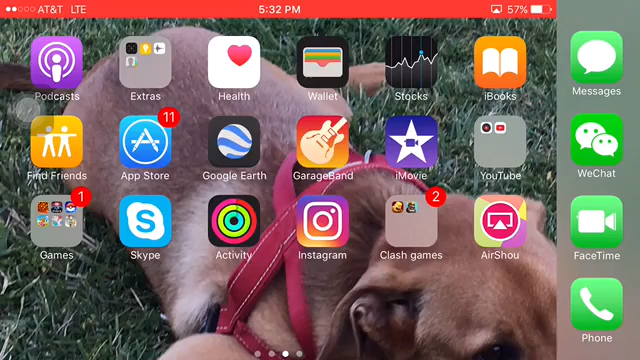 AT&T LTE 5:32 PM 57%
Podcasts Extras Health Wallet Stocks iBooks Messages
11
Find Friends App Store Google Earth GarageBand iMovie YouTube WeChat
1 2
Games Skype Activity Instagram Clash games AirShou FaceTime
Phone